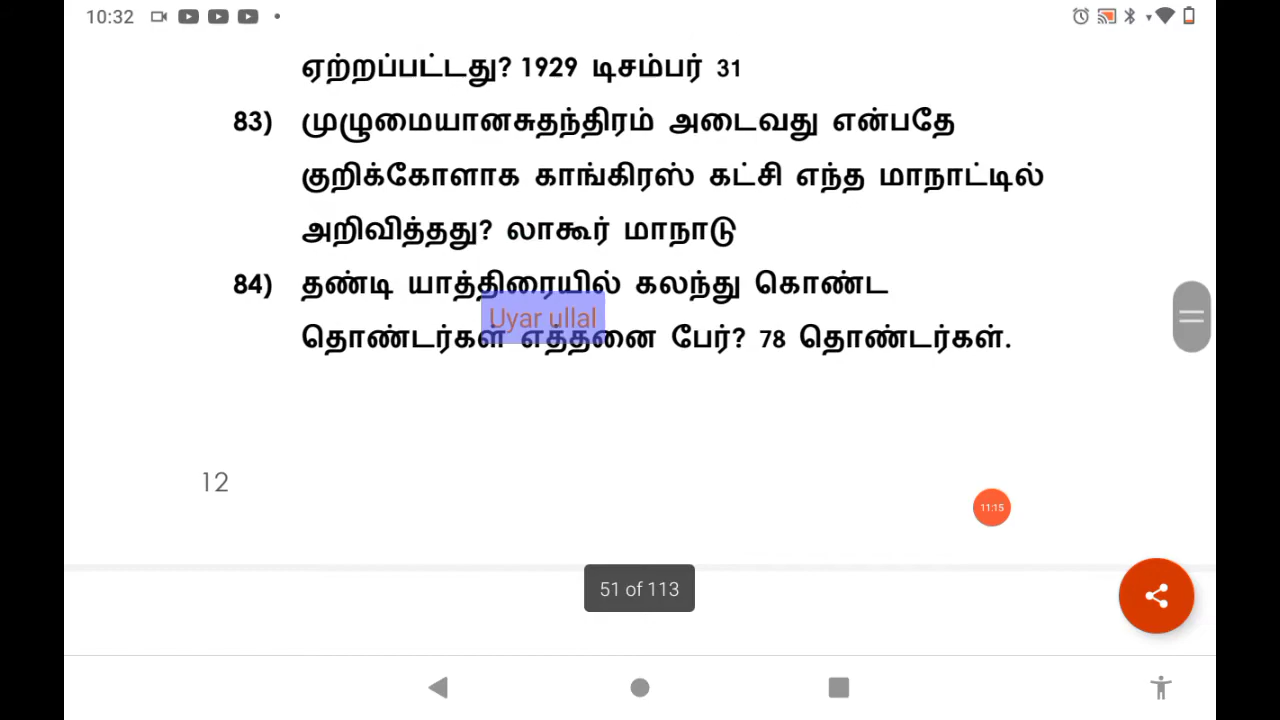 10:32
ஏற்றப்பட்டது? 1929 டிசம்பர் 31
83) முழுமையானசுதந்திரம் அடைவது என்பதே
குறிக்கோளாக காங்கிரஸ் கட்சி எந்த மாநாட்டில்
அறிவித்தது? லாகூர் மாநாடு
84) தண்டி யாத்திரையில் கலந்து கொண்ட
Uyar ullal
தொண்டர்கள் எத்தனை பேர்? 78 தொண்டர்கள்.
12
11:15
51 of 113